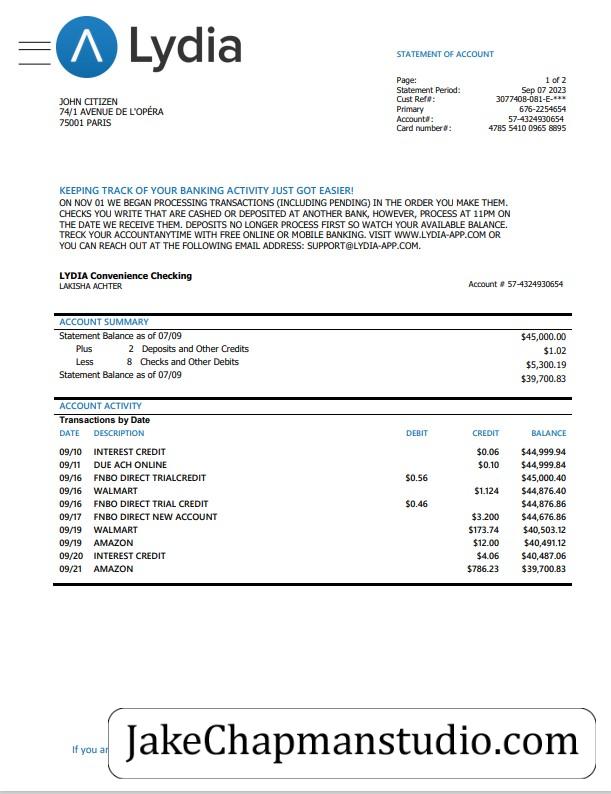 Lydia
STATEMENT OF ACCOUNT
Page: 1 of 2
Statement Period: Sep 07 2023
Cust Ref#: 3077408-081-E-***
Primary 676-2254654
Account#: 57-4324930654
Card number#: 4785 5410 0965 8895
JOHN CITIZEN
74/1 AVENUE DE L'OPÉRA
75001 PARIS
KEEPING TRACK OF YOUR BANKING ACTIVITY JUST GOT EASIER!
ON NOV 01 WE BEGAN PROCESSING TRANSACTIONS (INCLUDING PENDING) IN THE ORDER YOU MAKE THEM.
CHECKS YOU WRITE THAT ARE CASHED OR DEPOSITED AT ANOTHER BANK, HOWEVER, PROCESS AT 11PM ON
THE DATE WE RECEIVE THEM. DEPOSITS NO LONGER PROCESS FIRST SO WATCH YOUR AVAILABLE BALANCE.
TRECK YOUR ACCOUNTANYTIME WITH FREE ONLINE OR MOBILE BANKING. VISIT WWW.LYDIA-APP.COM OR
YOU CAN REACH OUT AT THE FOLLOWING EMAIL ADDRESS: SUPPORT@LYDIA-APP.COM.
LYDIA Convenience Checking
LAKISHA ACHTER Account # 57-4324930654
ACCOUNT SUMMARY
Statement Balance as of 07/09 $45,000.00
Plus 2 Deposits and Other Credits $1.02
Less 8 Checks and Other Debits $5,300.19
Statement Balance as of 07/09 $39,700.83
ACCOUNT ACTIVITY
Transactions by Date
DATE DESCRIPTION DEBIT CREDIT BALANCE
09/10 INTEREST CREDIT $0.06 $44,999.94
09/11 DUE ACH ONLINE $0.10 $44,999.84
09/16 FNBO DIRECT TRIALCREDIT $0.56 $45,000.40
09/16 WALMART $1.124 $44,876.40
09/16 FNBO DIRECT TRIAL CREDIT $0.46 $44,876.86
09/17 FNBO DIRECT NEW ACCOUNT $3.200 $44,676.86
09/19 WALMART $173.74 $40,503.12
09/19 AMAZON $12.00 $40,491.12
09/20 INTEREST CREDIT $4.06 $40,487.06
09/21 AMAZON $786.23 $39,700.83
If you
JakeChapmanstudio.com